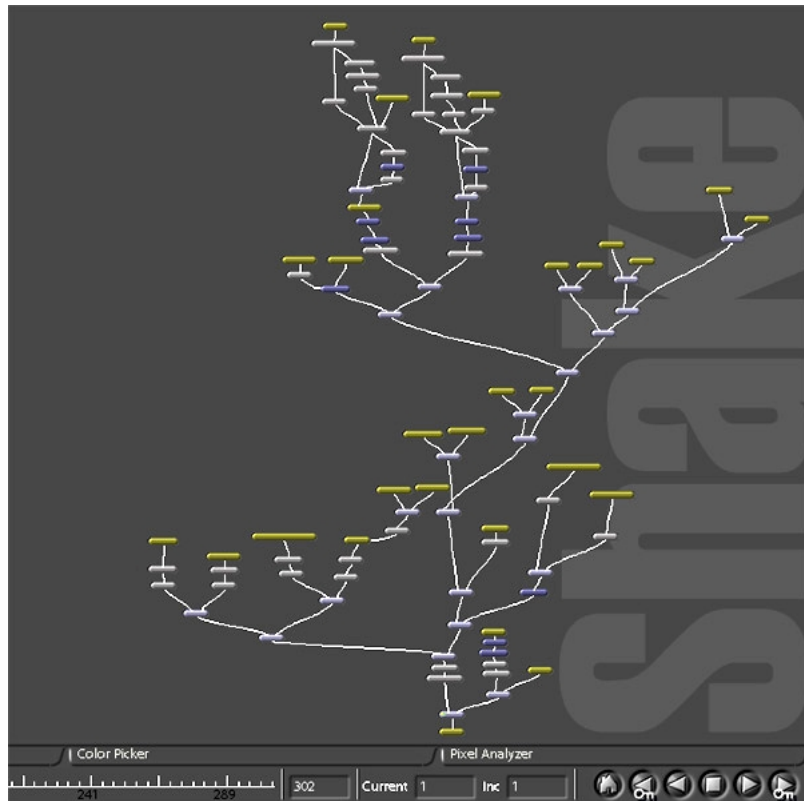 Shake
Color Picker
Pixel Analyzer
241
289
302
Current
1
Inc
1